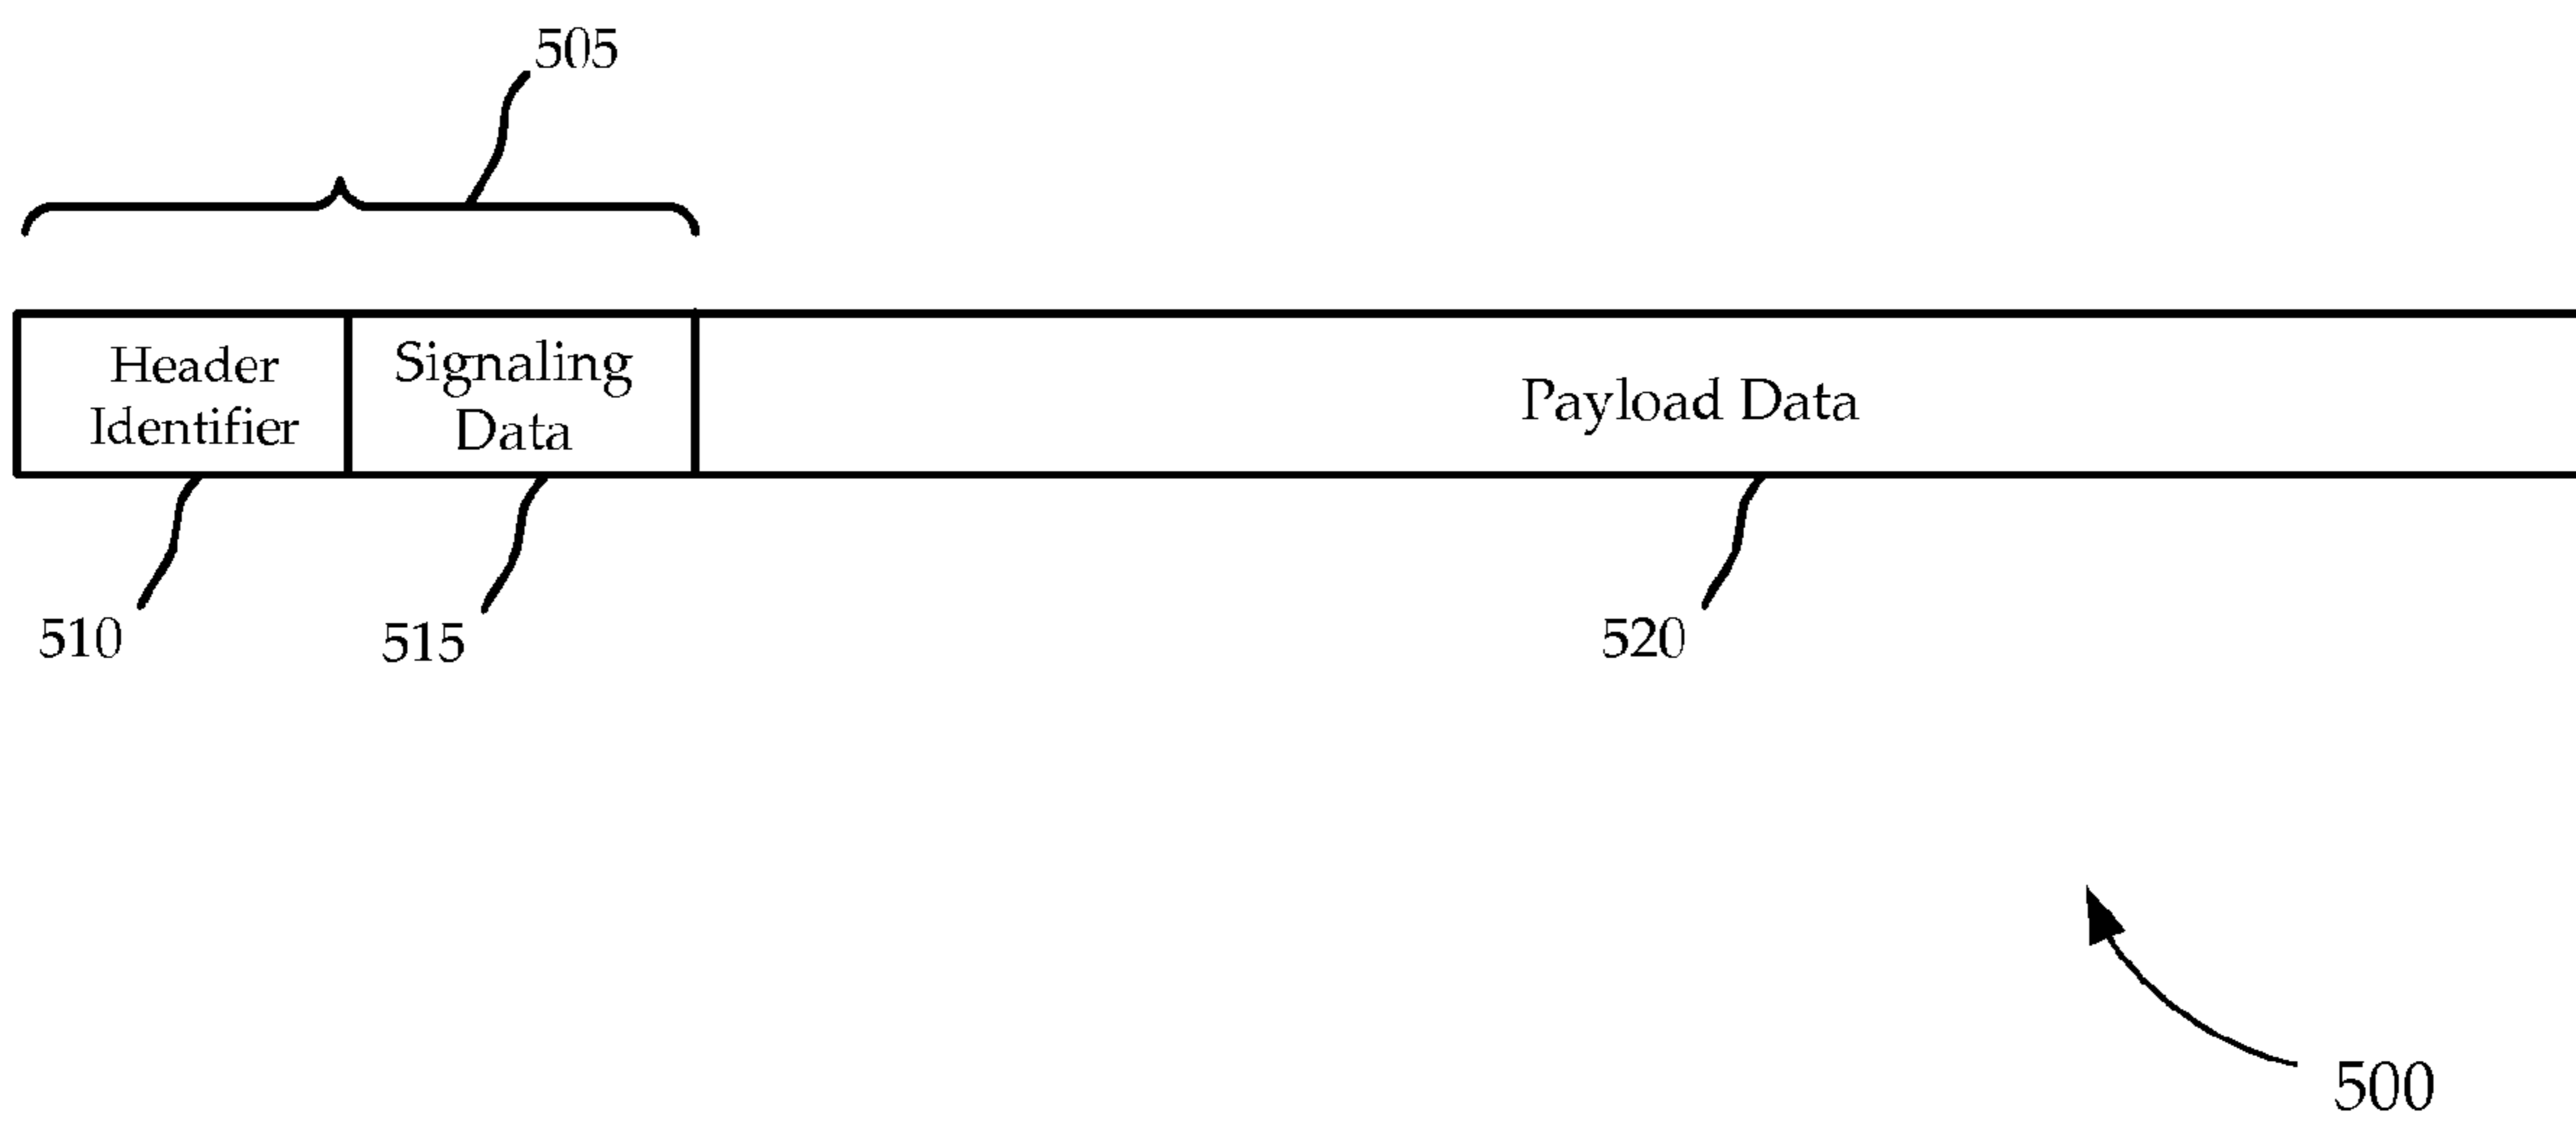 505
Header
Identifier
Signaling
Data
Payload Data
510
515
520
500